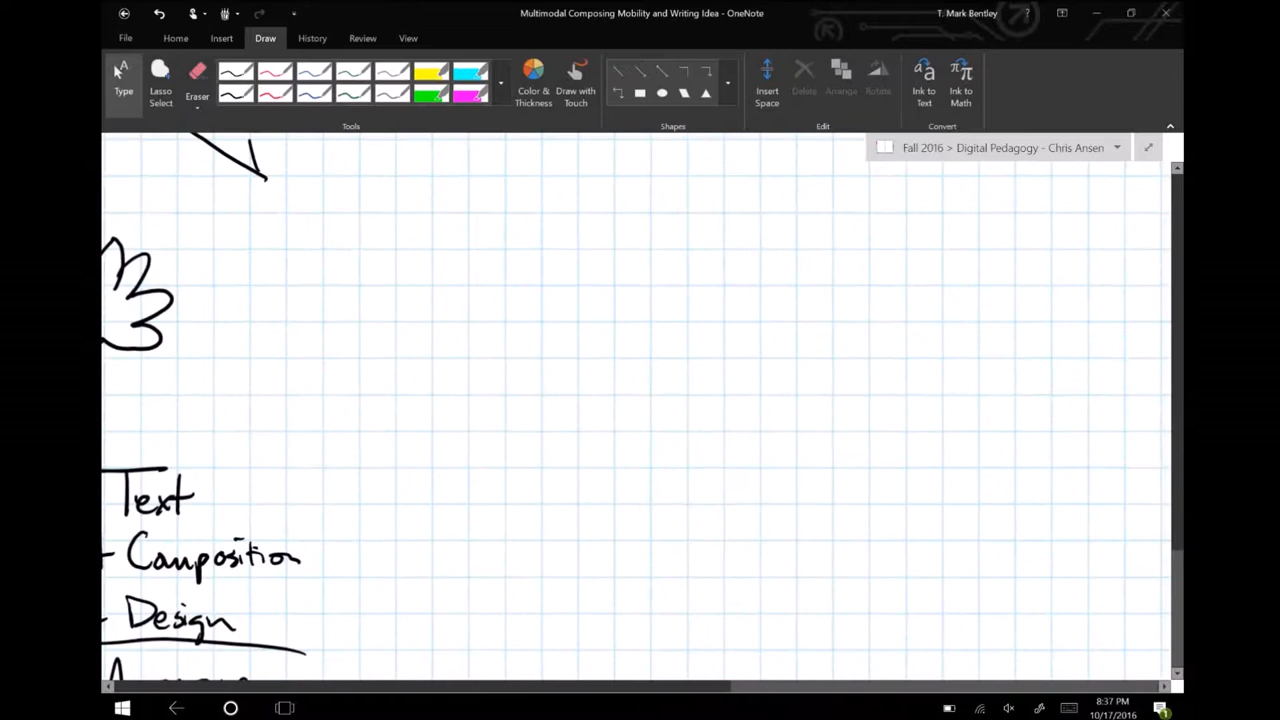 Multimodal Composing Mobility and Writing Idea - OneNote
T. Mark Bentley
?
File
Home
Insert
Draw
History
Review
View
Type
Lasso Select
Eraser
Color & Thickness
Draw with Touch
Insert Space
Delete
Arrange
Rotate
Ink to Text
Ink to Math
Tools
Shapes
Edit
Convert
Fall 2016 > Digital Pedagogy - Chris Ansen
Text
+ Composition
- Design
8:37 PM
10/17/2016
1